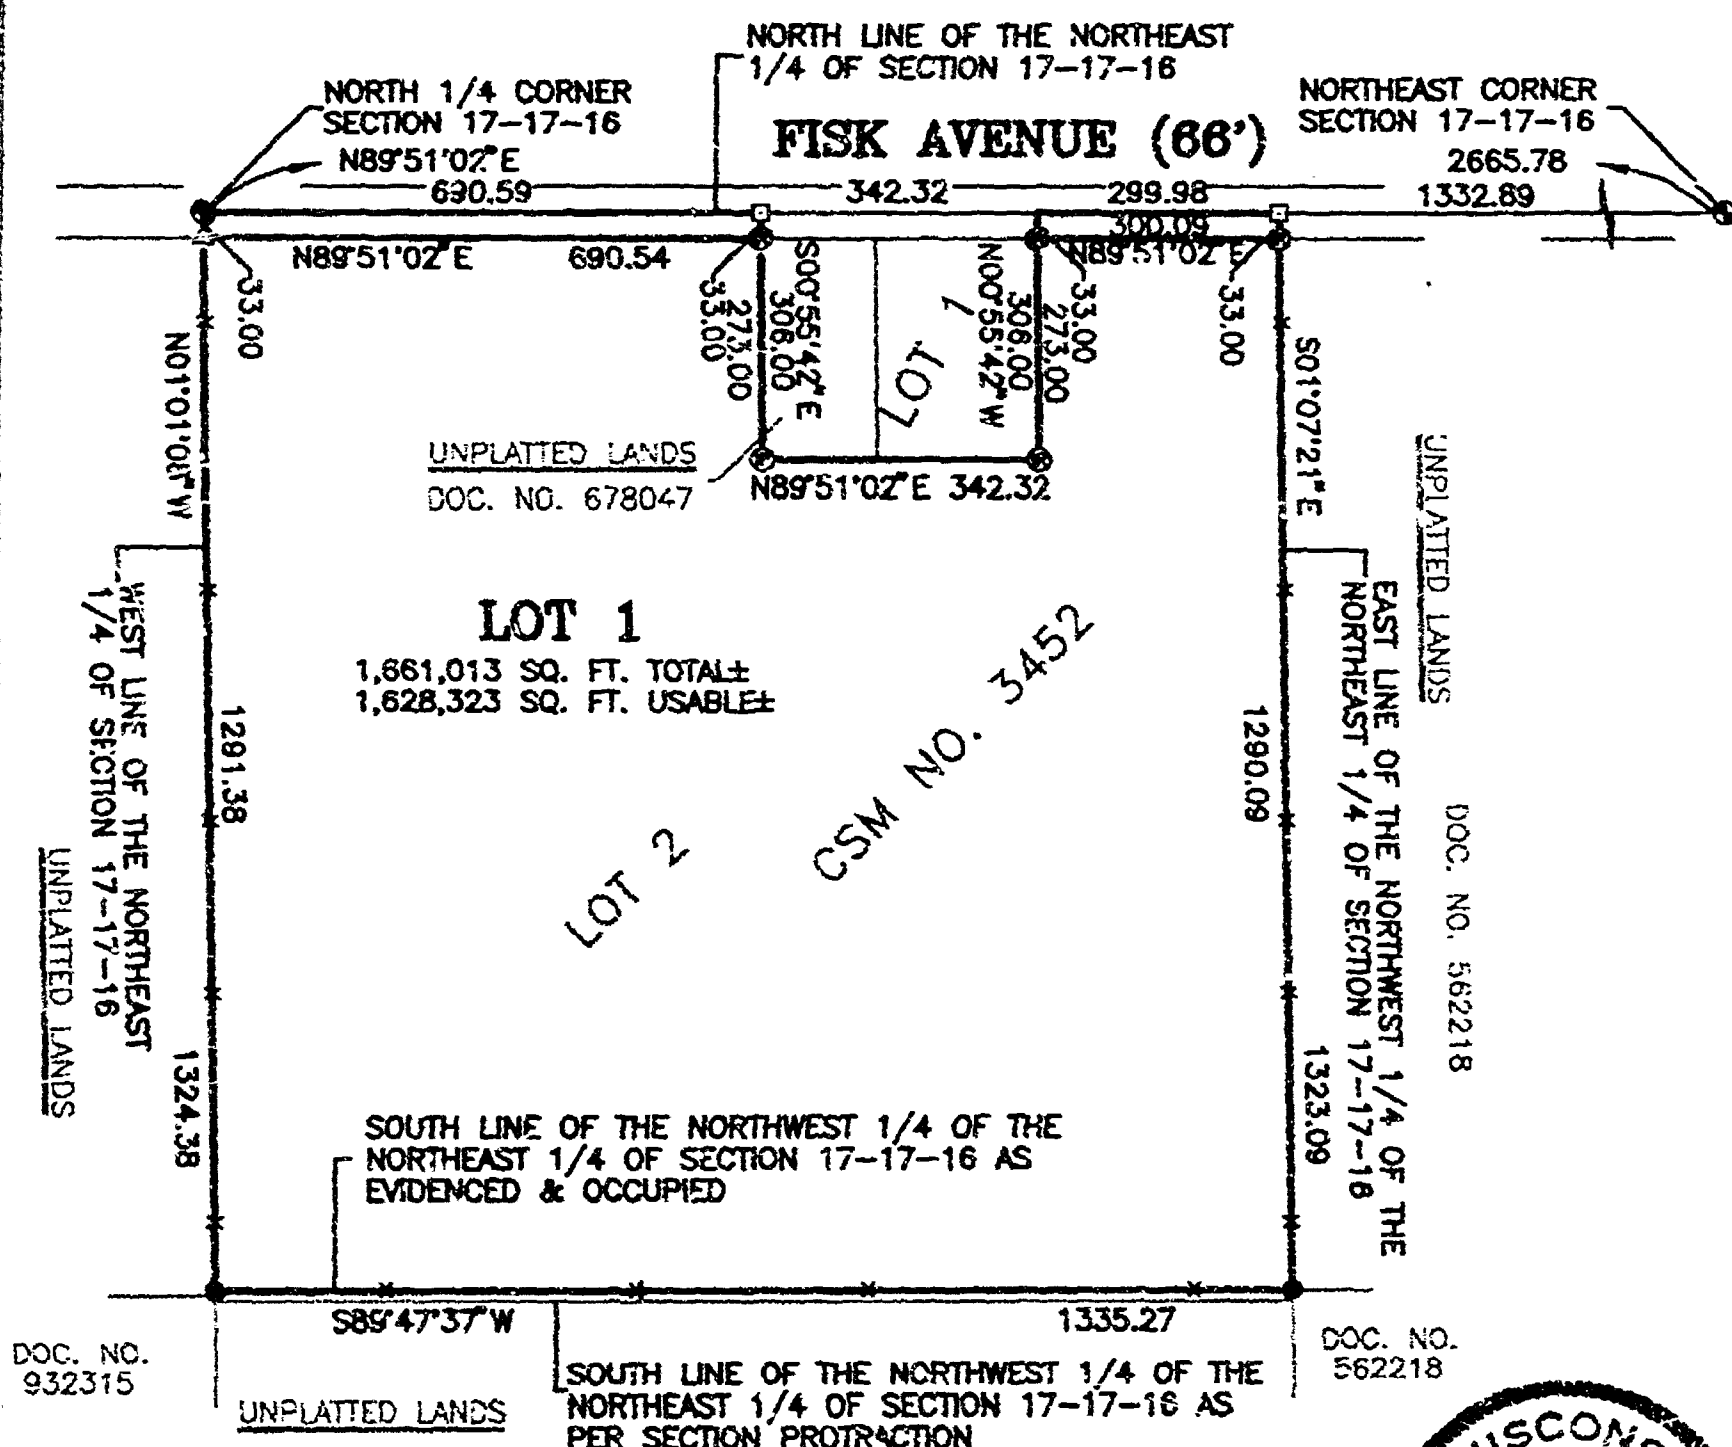 NORTH LINE OF THE NORTHEAST
1/4 OF SECTION 17-17-16
NORTH 1/4 CORNER
SECTION 17-17-16
NORTHEAST CORNER
SECTION 17-17-16
FISK AVENUE (66')
N89°51'02"E
2665.78
690.59
342.32
299.98
1332.89
300.09
N89°51'02"E
690.54
N89°51'02"E
33.00
33.00
273.00
306.00
S00°55'42"E
LOT 1
N00°55'42"W
306.00
273.00
33.00
33.00
N01°01'00"W
S01°07'21"E
UNPLATTED LANDS
DOC. NO. 678047
N89°51'02"E 342.32
UNPLATTED LANDS
DOC. NO. 562218
WEST LINE OF THE NORTHEAST
1/4 OF SECTION 17-17-16
UNPLATTED LANDS
EAST LINE OF THE NORTHWEST 1/4 OF THE
NORTHEAST 1/4 OF SECTION 17-17-16
LOT 1
1,661,013 SQ. FT. TOTAL±
1,628,323 SQ. FT. USABLE±
1291.38
1290.09
LOT 2
CSM NO. 3452
1324.38
1323.09
SOUTH LINE OF THE NORTHWEST 1/4 OF THE
NORTHEAST 1/4 OF SECTION 17-17-16 AS
EVIDENCED & OCCUPIED
S89°47'37"W
1335.27
DOC. NO.
932315
DOC. NO.
562218
UNPLATTED LANDS
SOUTH LINE OF THE NORTHWEST 1/4 OF THE
NORTHEAST 1/4 OF SECTION 17-17-16 AS
PER SECTION PROTRACTION